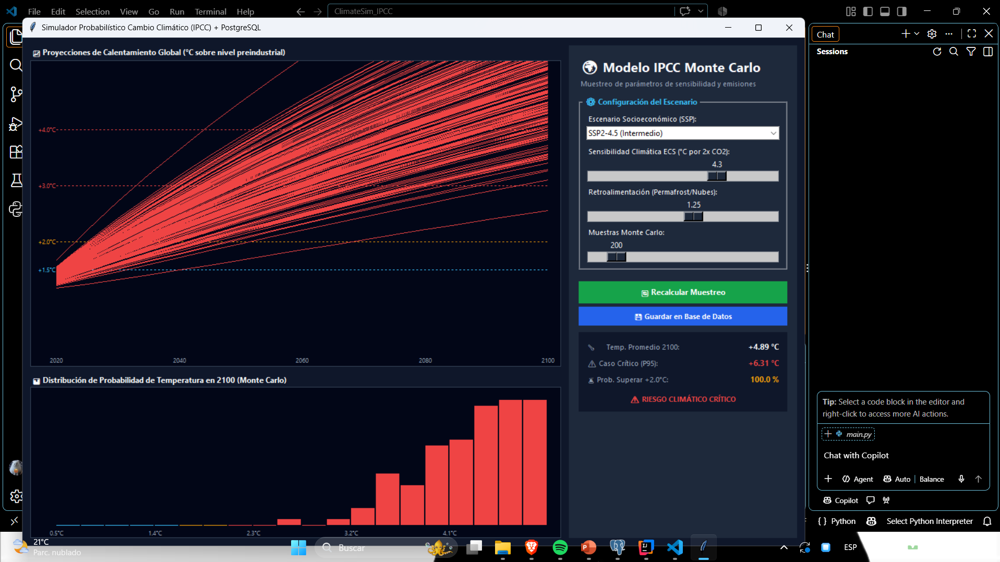 File Edit Selection View Go Run Terminal Help
ClimateSim_IPCC
Simulador Probabilístico Cambio Climático (IPCC) + PostgreSQL
Proyecciones de Calentamiento Global (°C sobre nivel preindustrial)
+4.0°C
+3.0°C
+2.0°C
+1.5°C
2020 2040 2060 2080 2100
Distribución de Probabilidad de Temperatura en 2100 (Monte Carlo)
0.5°C 1.4°C 2.3°C 3.2°C 4.1°C
Modelo IPCC Monte Carlo
Muestreo de parámetros de sensibilidad y emisiones
Configuración del Escenario
Escenario Socioeconómico (SSP):
SSP2-4.5 (Intermedio)
Sensibilidad Climática ECS (°C por 2x CO2):
4.3
Retroalimentación (Permafrost/Nubes):
1.25
Muestras Monte Carlo:
200
Recalcular Muestreo
Guardar en Base de Datos
Temp. Promedio 2100: +4.89 °C
Caso Crítico (P95): +6.31 °C
Prob. Superar +2.0°C: 100.0 %
RIESGO CLIMÁTICO CRÍTICO
Chat
Sessions
Tip: Select a code block in the editor and
right-click to access more AI actions.
main.py
Chat with Copilot
Agent Auto Balance
Copilot
{ } Python Select Python Interpreter
21°C
Parc. nublado
Buscar
ESP